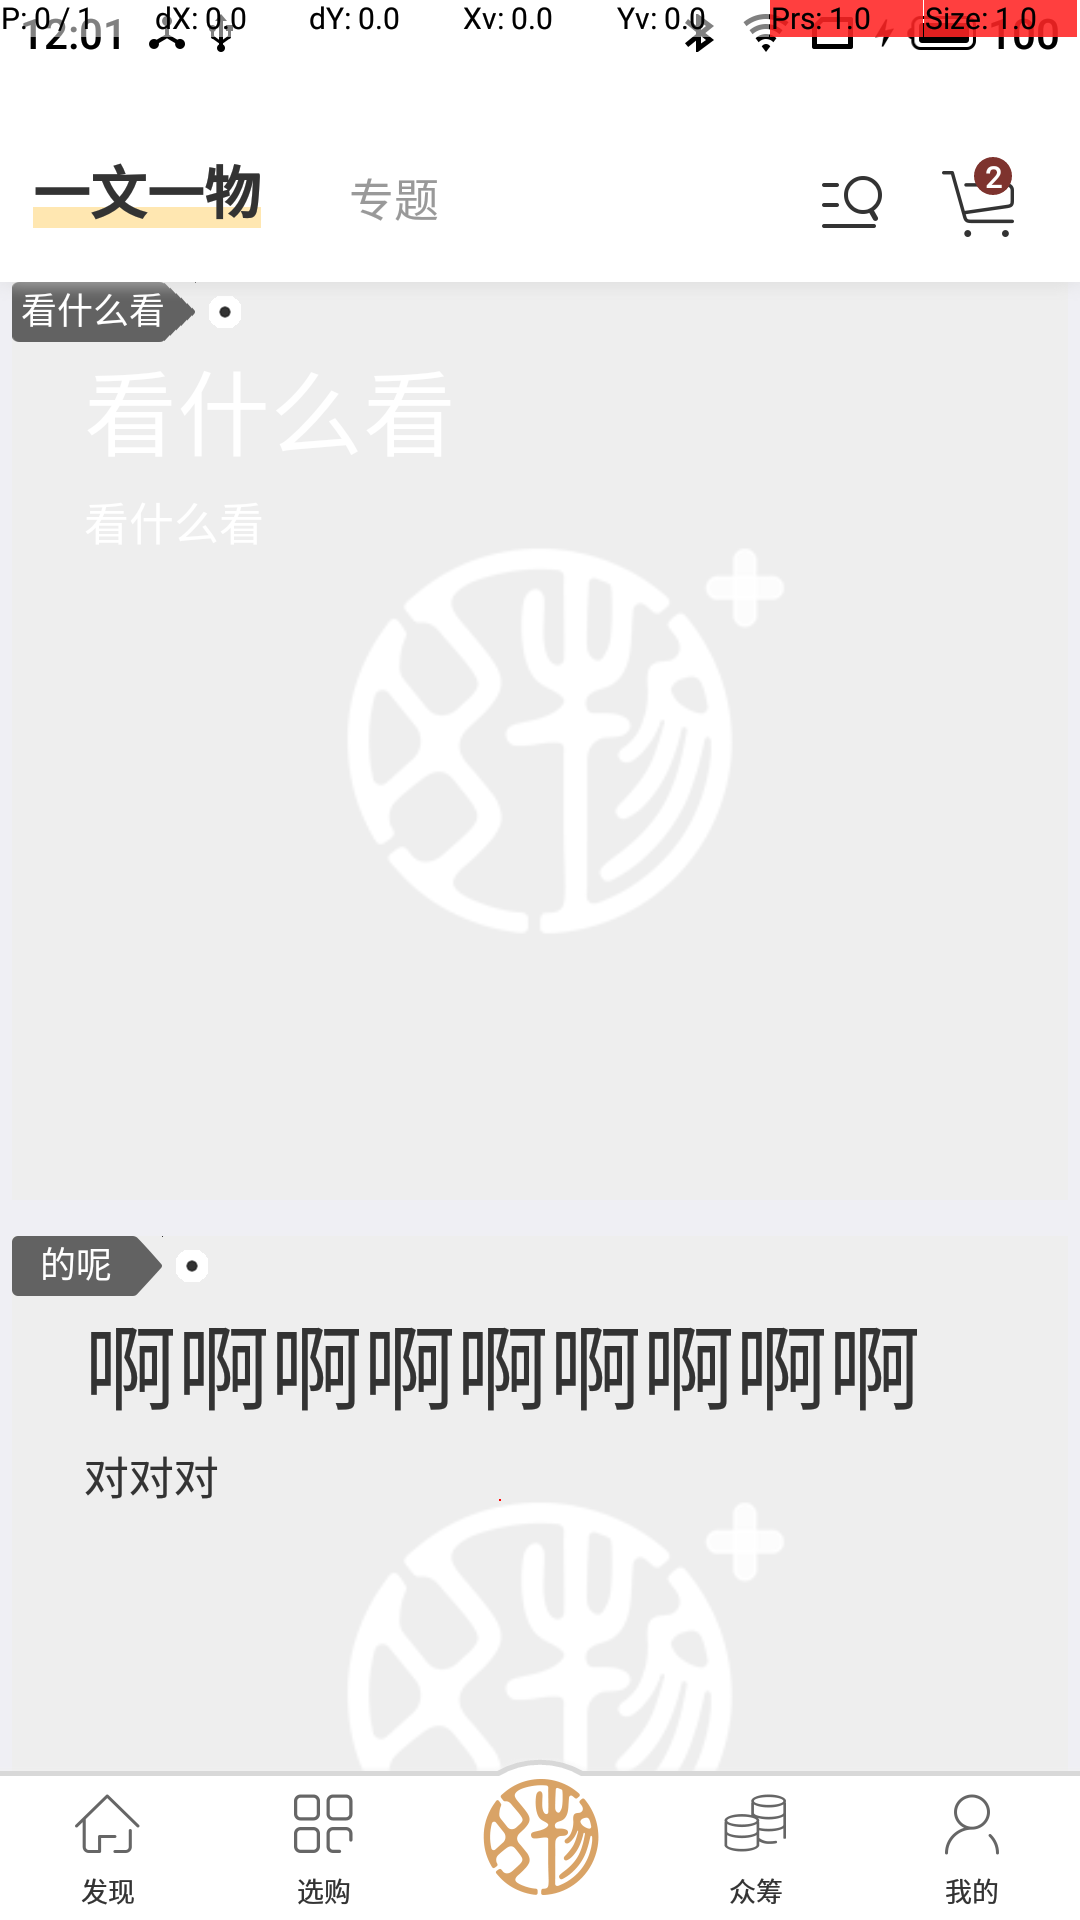 P: 0 / 1 dX: 0.0 dY: 0.0 Xv: 0.0 Yv: 0.0 Prs: 1.0 Size: 1.0
12:01 100
一文一物 专题 2
看什么看
看什么看
看什么看
的呢
啊啊啊啊啊啊啊啊啊
对对对
发现 选购 众筹 我的